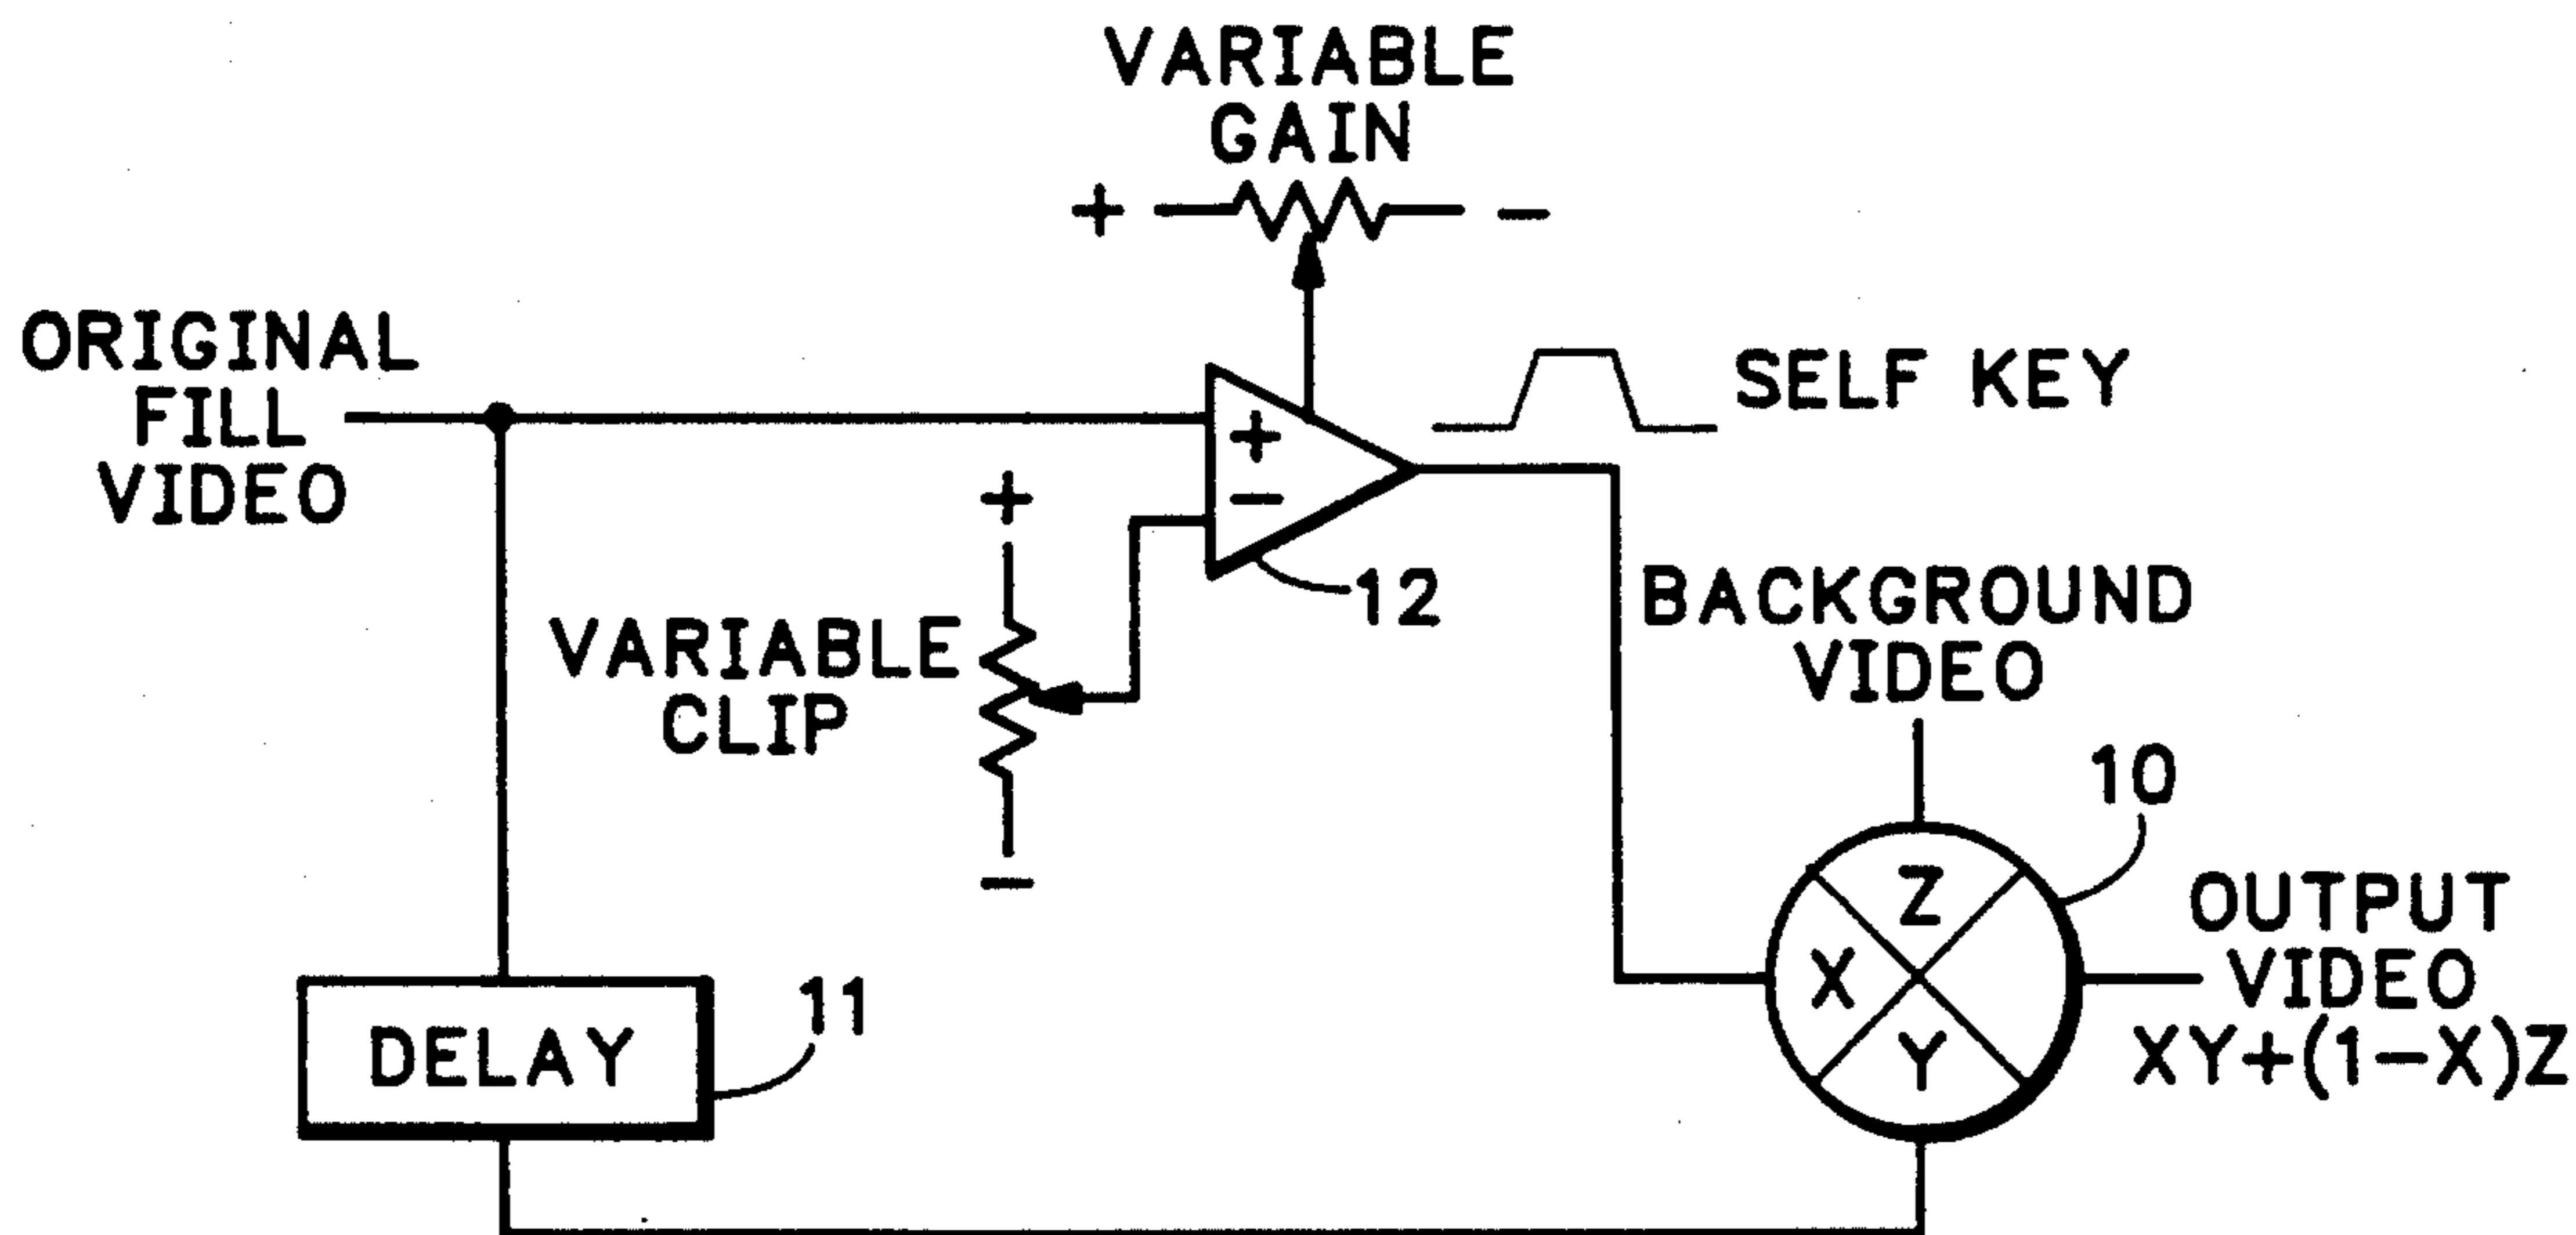 VARIABLE
GAIN
+ −
ORIGINAL
FILL
VIDEO
SELF KEY
+
−
12
+
VARIABLE
CLIP
−
BACKGROUND
VIDEO
10
Z
X
Y
OUTPUT
VIDEO
XY+(1−X)Z
DELAY
11